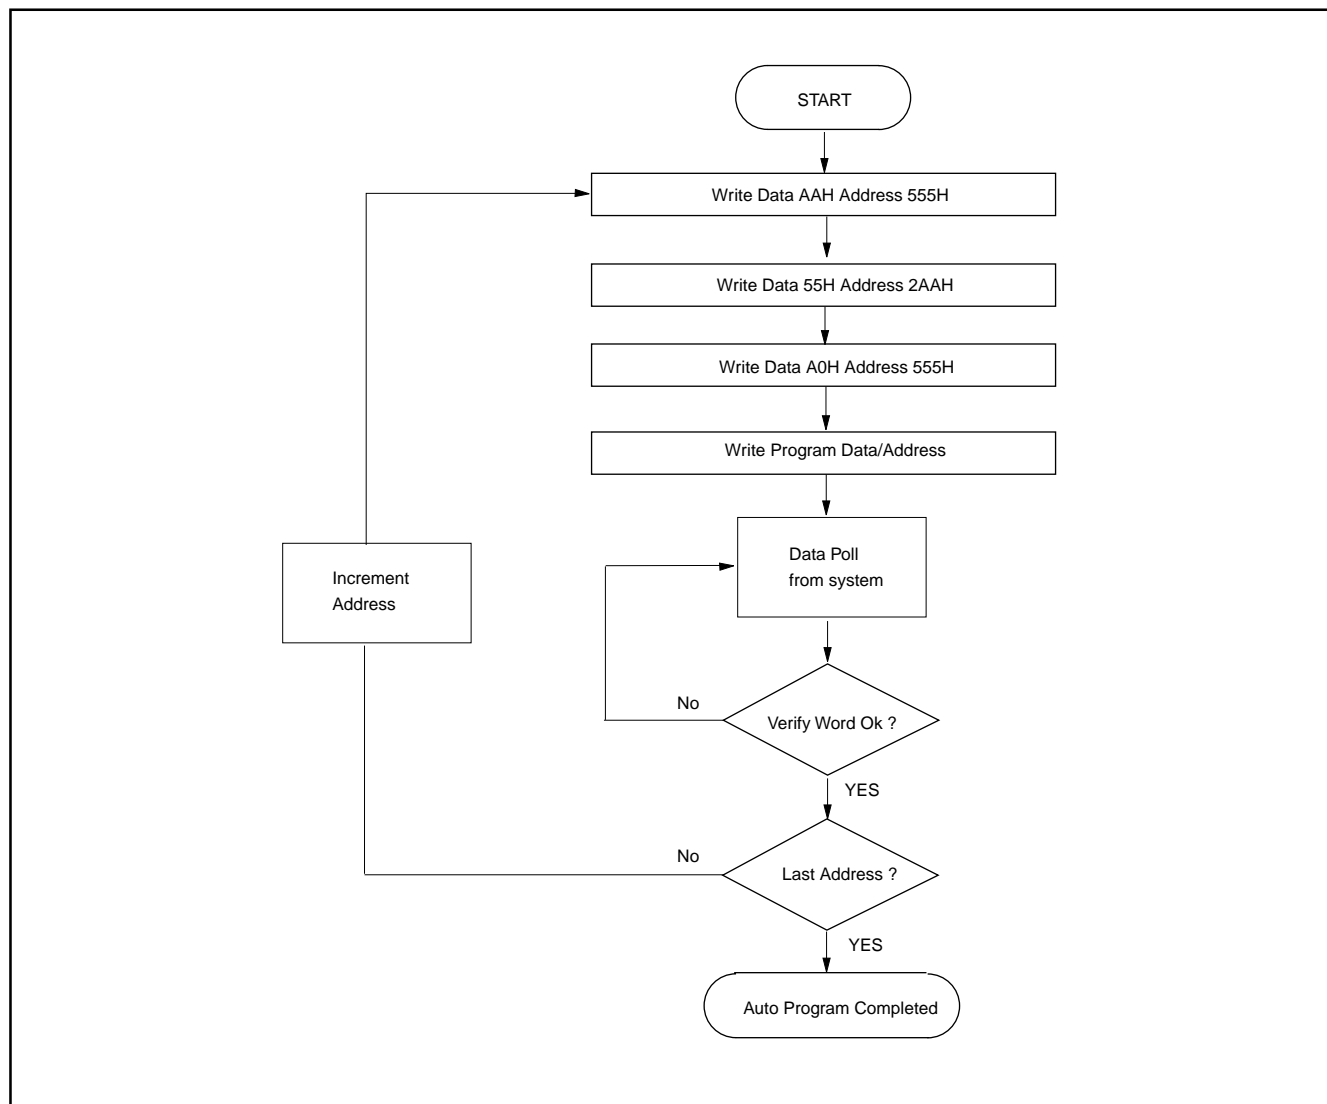 START
Write Data AAH Address 555H
Write Data 55H Address 2AAH
Write Data A0H Address 555H
Write Program Data/Address
Data Poll
from system
Increment
Address
No
Verify Word Ok ?
YES
No
Last Address ?
YES
Auto Program Completed